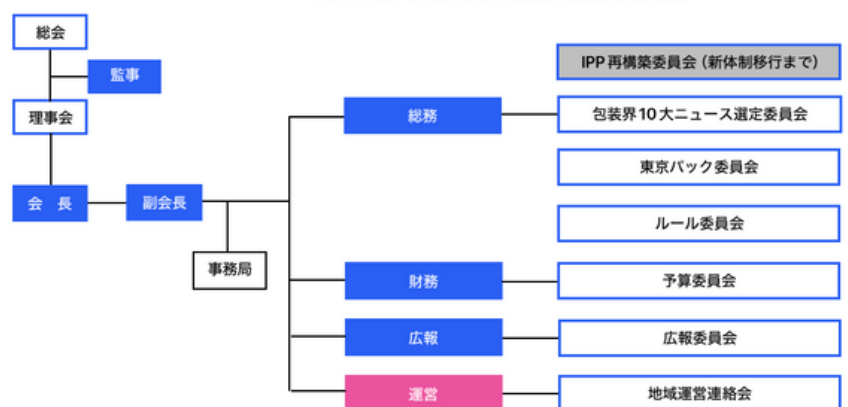 総会
監事
理事会
会　長
副会長
事務局
総務
財務
広報
運営
IPP再構築委員会（新体制移行まで）
包装界10大ニュース選定委員会
東京パック委員会
ルール委員会
予算委員会
広報委員会
地域運営連絡会